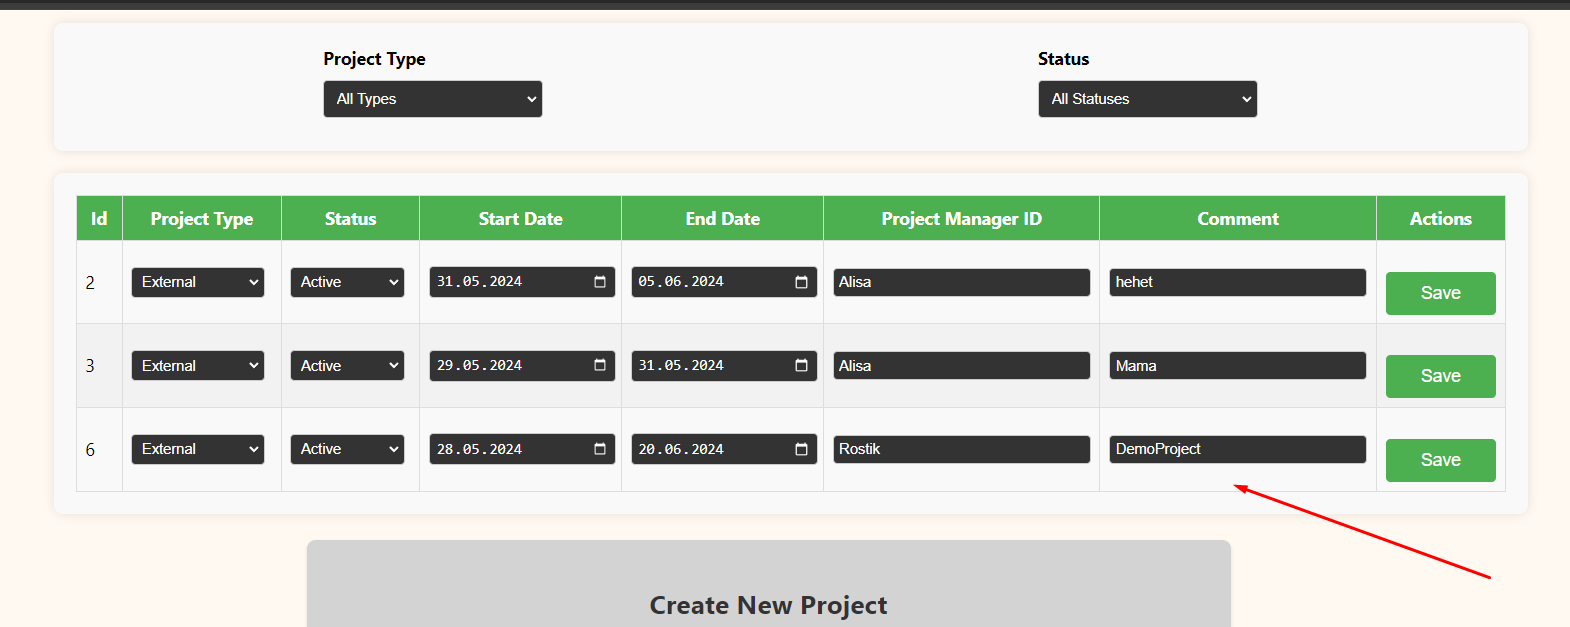 Project Type Status
All Types All Statuses
Id Project Type Status Start Date End Date Project Manager ID Comment Actions
2 External Active 31.05.2024 05.06.2024 Alisa hehet Save
3 External Active 29.05.2024 31.05.2024 Alisa Mama Save
6 External Active 28.05.2024 20.06.2024 Rostik DemoProject Save
Create New Project